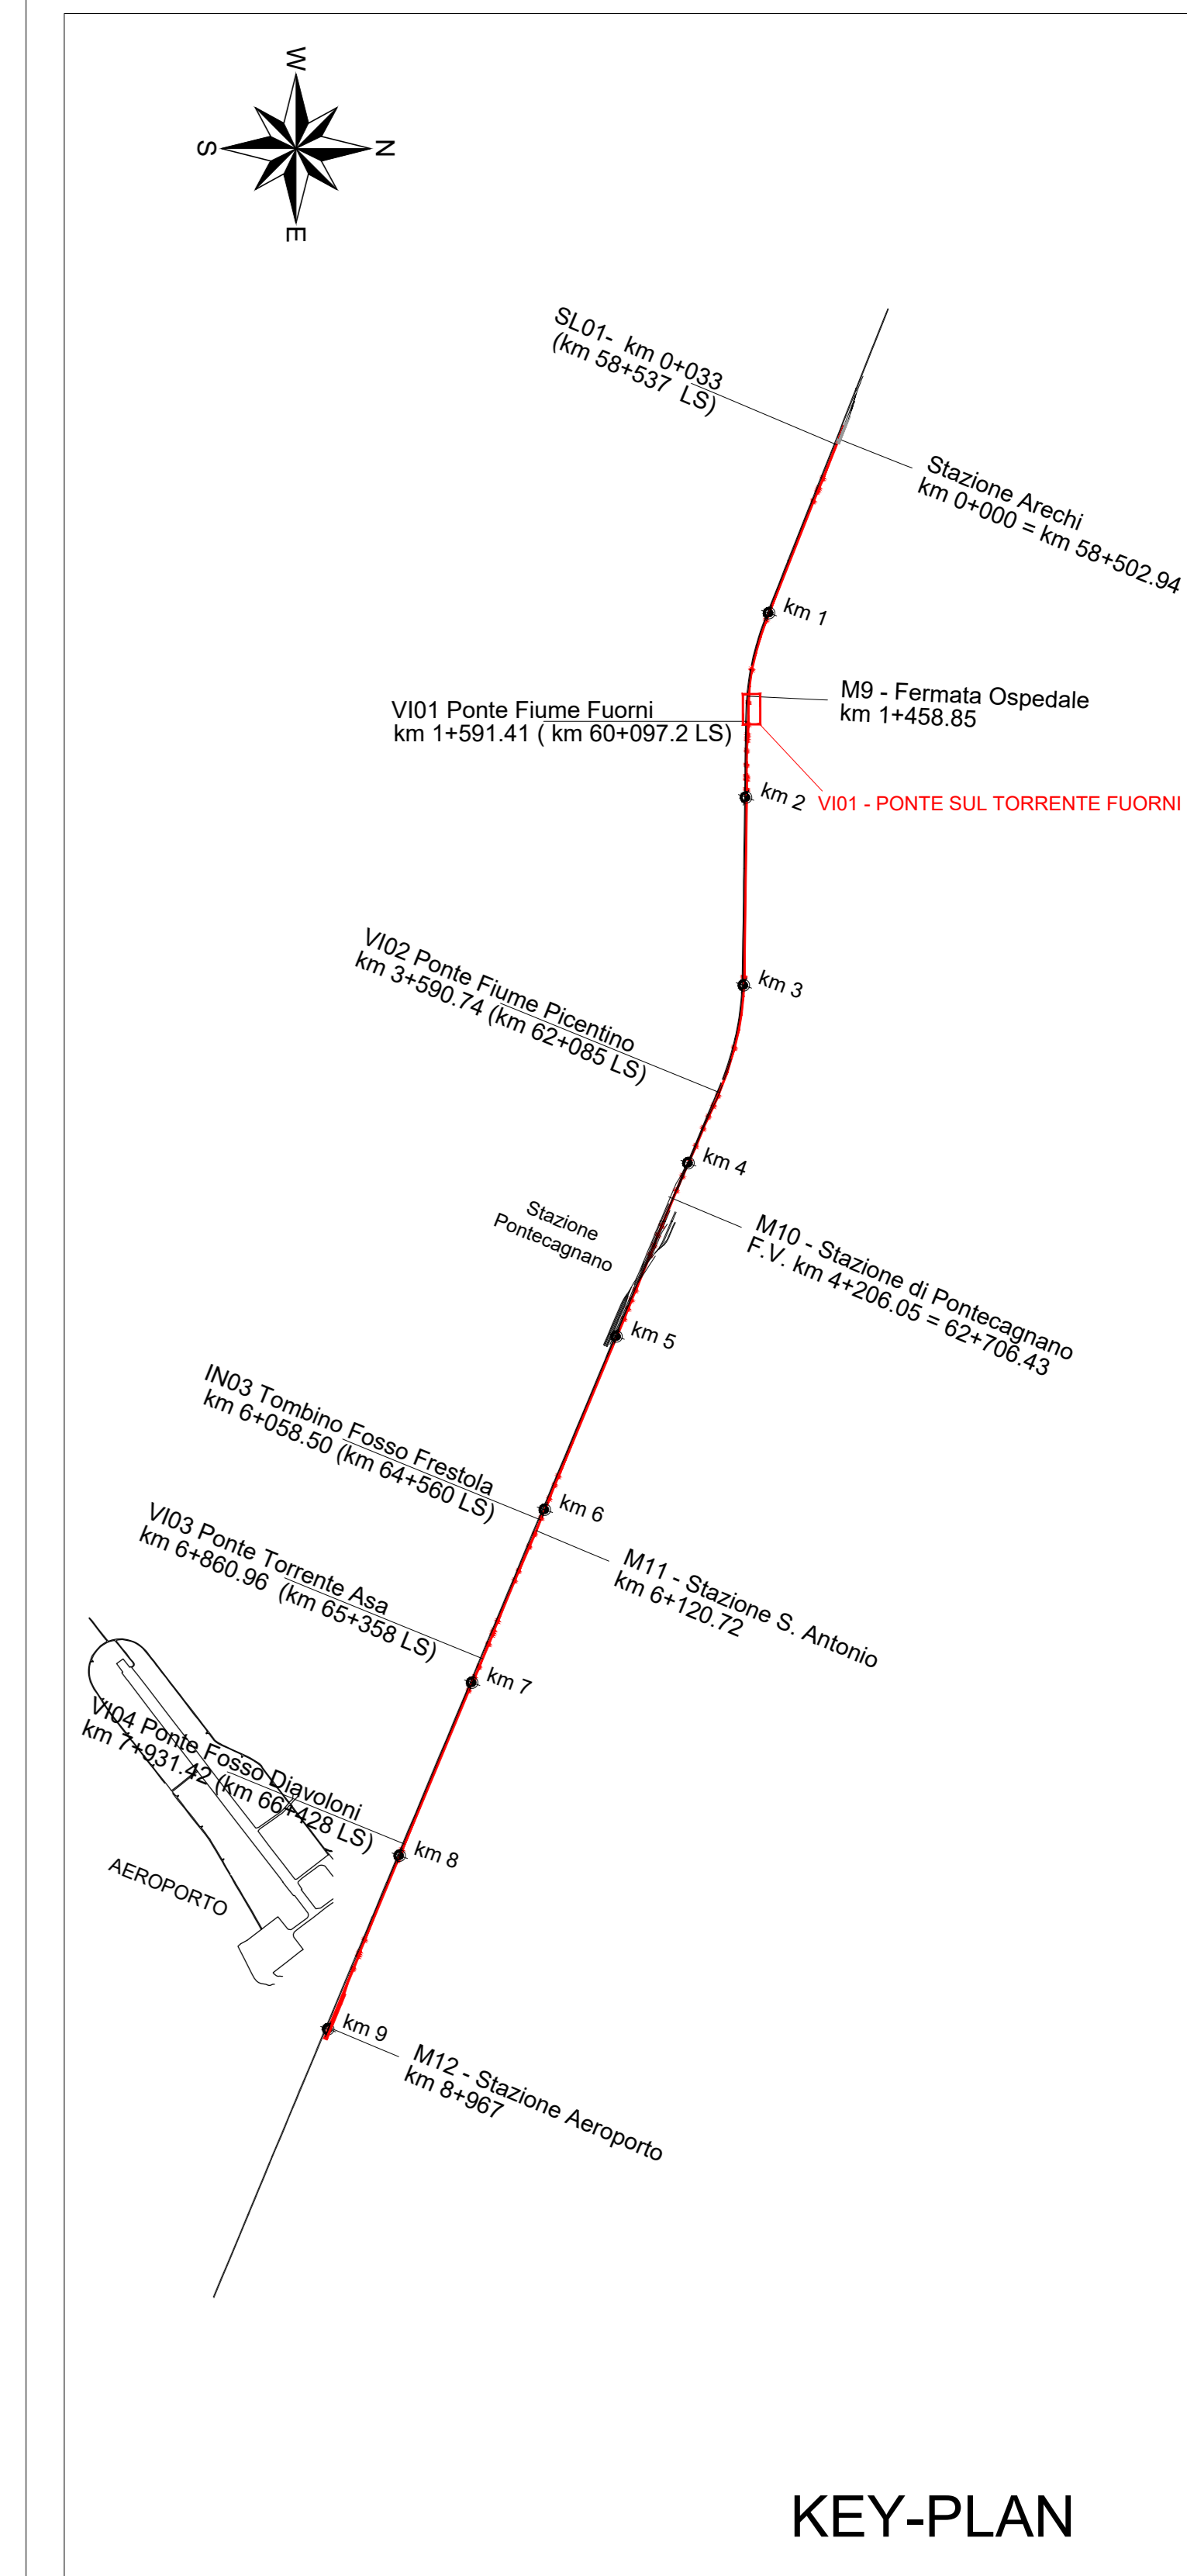 W
S
N
E
SL01-  km 0+033
(km 58+537  LS)
Stazione Arechi
km 0+000 = km 58+502.94
km 1
M9 - Fermata Ospedale
km 1+458.85
VI01 Ponte Fiume Fuorni
km 1+591.41 ( km 60+097.2 LS)
km 2
VI01 - PONTE SUL TORRENTE FUORNI
VI02 Ponte Fiume Picentino
km 3+590.74 (km 62+085 LS)
km 3
km 4
Stazione
Pontecagnano
M10 - Stazione di Pontecagnano
F.V. km 4+206.05 = 62+706.43
km 5
IN03 Tombino Fosso Frestola
km 6+058.50 (km 64+560 LS)
km 6
M11 - Stazione S. Antonio
km 6+120.72
VI03 Ponte Torrente Asa
km 6+860.96  (km 65+358 LS)
km 7
VI04 Ponte Fosso Diavoloni
km 7+931.42 (km 66+428 LS)
km 8
AEROPORTO
km 9
M12 - Stazione Aeroporto
km 8+967
KEY-PLAN